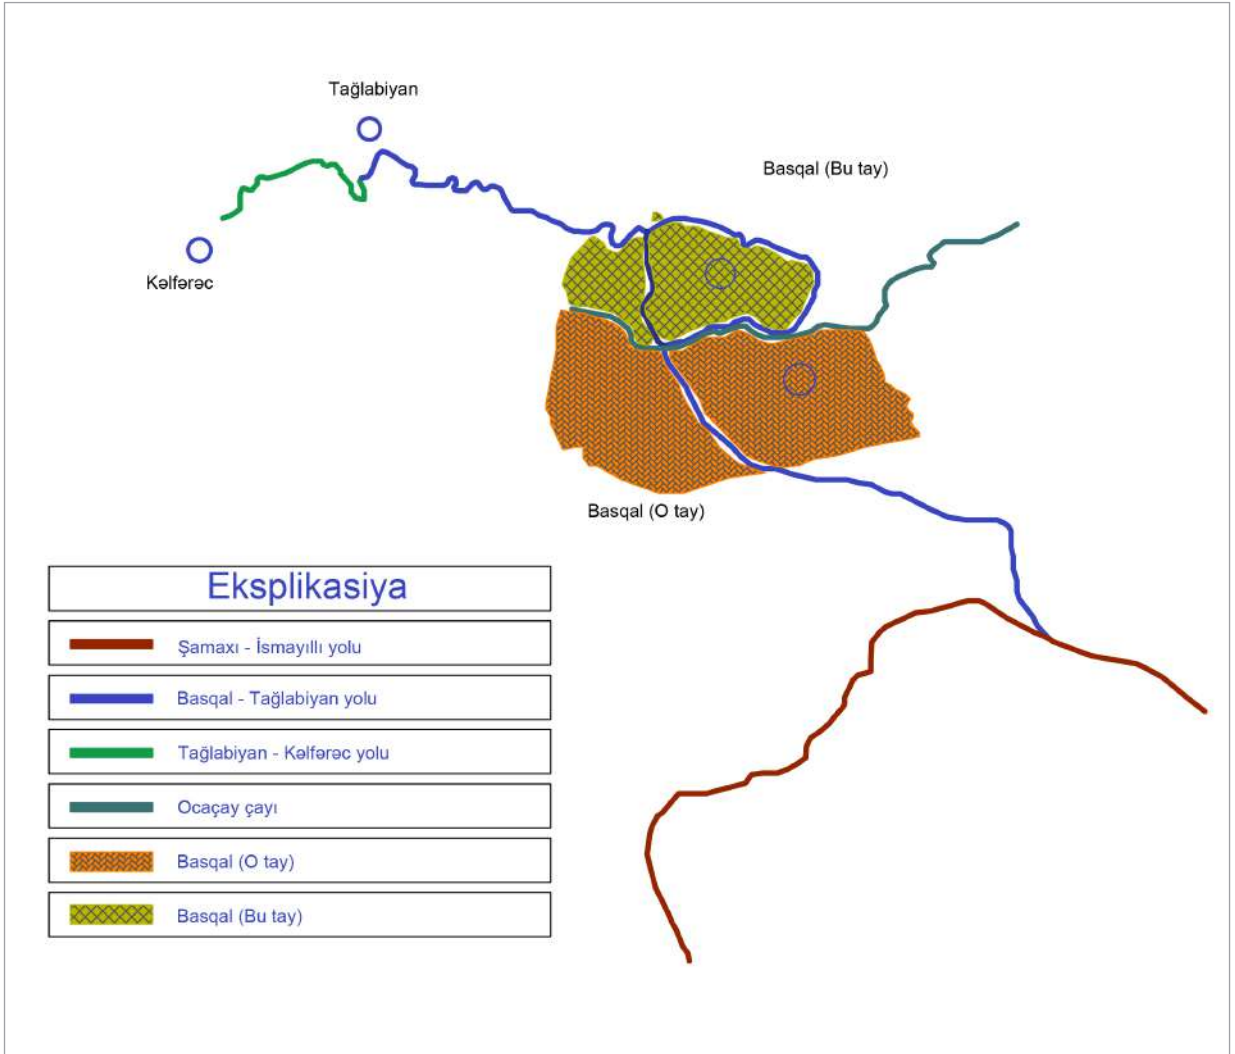 Tağlabiyan
Basqal (Bu tay)
Kəlfərəc
Basqal (O tay)
Eksplikasiya
Şamaxı - İsmayıllı yolu
Basqal - Tağlabiyan yolu
Tağlabiyan - Kəlfərəc yolu
Ocaçay çayı
Basqal (O tay)
Basqal (Bu tay)